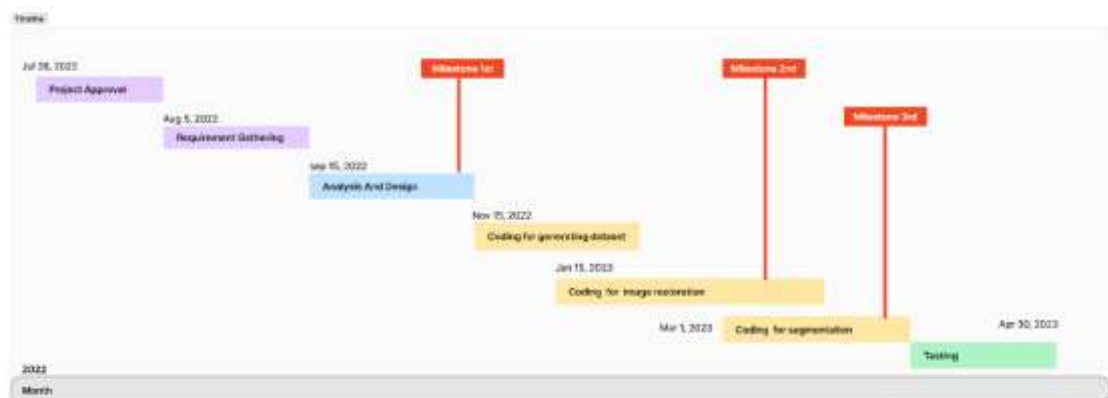 Timeline
Jul 28, 2022
Milestone 1st
Milestone 2nd
Project Approval
Aug 5, 2022
Milestone 3rd
Requirement Gathering
sep 15, 2022
Analysis And Design
Nov 15, 2022
Coding for generating dataset
Jan 15, 2023
Coding for image restoration
Mar 1, 2023
Coding for segmentation
Apr 30, 2023
Testing
2022
Month